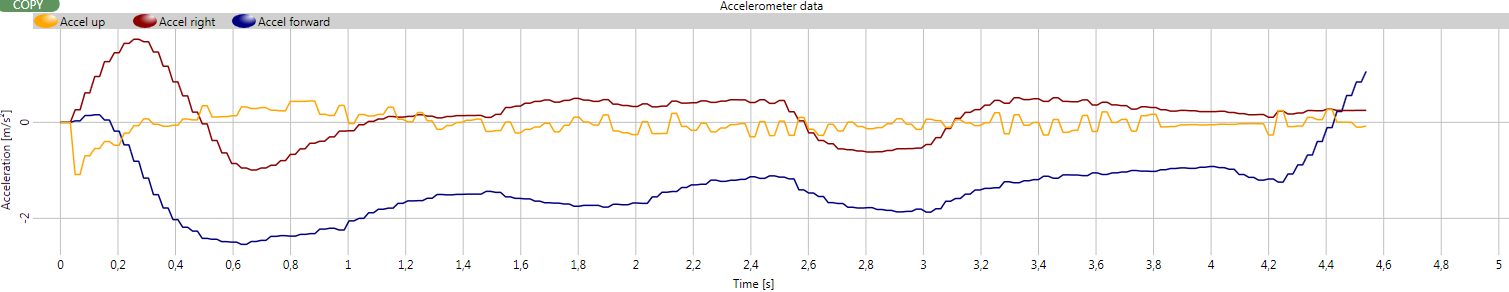 COPY
Accelerometer data
Accel up Accel right Accel forward
Acceleration [m/s²]
0
-2
0 0,2 0,4 0,6 0,8 1 1,2 1,4 1,6 1,8 2 2,2 2,4 2,6 2,8 3 3,2 3,4 3,6 3,8 4 4,2 4,4 4,6 4,8 5
Time [s]